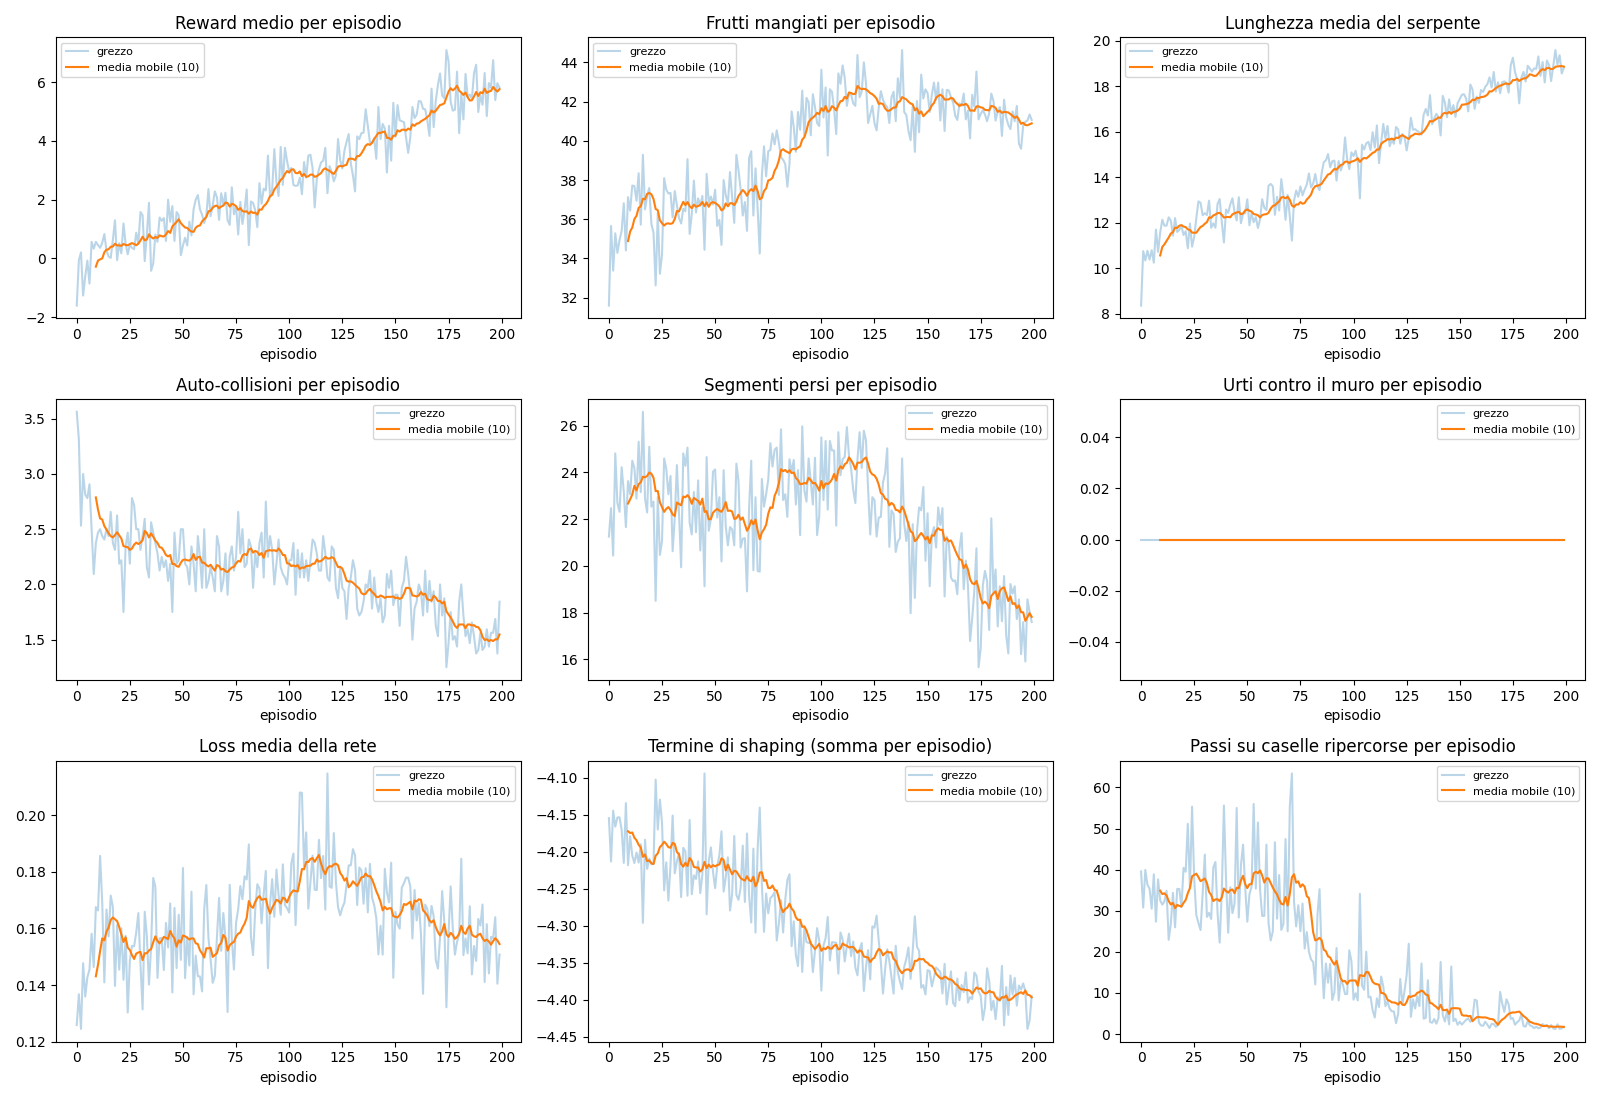 Reward medio per episodio
grezzo
media mobile (10)
6
4
2
0
−2
0 25 50 75 100 125 150 175 200
episodio
Frutti mangiati per episodio
grezzo
media mobile (10)
44
42
40
38
36
34
32
0 25 50 75 100 125 150 175 200
episodio
Lunghezza media del serpente
grezzo
media mobile (10)
20
18
16
14
12
10
8
0 25 50 75 100 125 150 175 200
episodio
Auto-collisioni per episodio
grezzo
media mobile (10)
3.5
3.0
2.5
2.0
1.5
0 25 50 75 100 125 150 175 200
episodio
Segmenti persi per episodio
grezzo
media mobile (10)
26
24
22
20
18
16
0 25 50 75 100 125 150 175 200
episodio
Urti contro il muro per episodio
grezzo
media mobile (10)
0.04
0.02
0.00
−0.02
−0.04
0 25 50 75 100 125 150 175 200
episodio
Loss media della rete
grezzo
media mobile (10)
0.20
0.18
0.16
0.14
0.12
0 25 50 75 100 125 150 175 200
episodio
Termine di shaping (somma per episodio)
grezzo
media mobile (10)
−4.10
−4.15
−4.20
−4.25
−4.30
−4.35
−4.40
−4.45
0 25 50 75 100 125 150 175 200
episodio
Passi su caselle ripercorse per episodio
grezzo
media mobile (10)
60
50
40
30
20
10
0
0 25 50 75 100 125 150 175 200
episodio